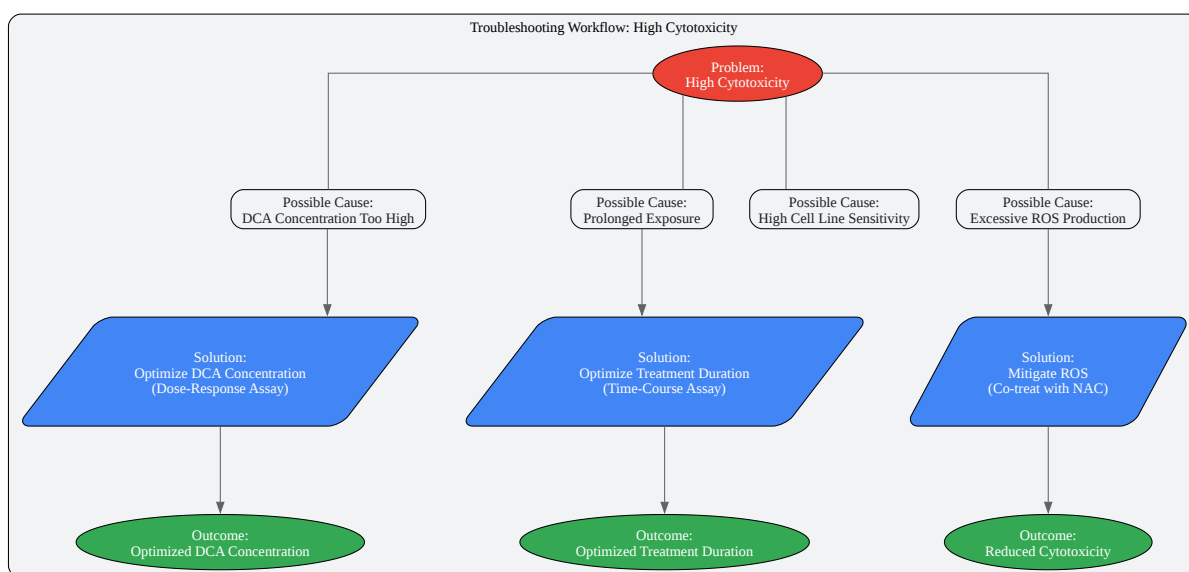 Troubleshooting Workflow: High Cytotoxicity
Problem:
High Cytotoxicity
Possible Cause:
DCA Concentration Too High
Possible Cause:
Prolonged Exposure
Possible Cause:
High Cell Line Sensitivity
Possible Cause:
Excessive ROS Production
Solution:
Optimize DCA Concentration
(Dose-Response Assay)
Solution:
Optimize Treatment Duration
(Time-Course Assay)
Solution:
Mitigate ROS
(Co-treat with NAC)
Outcome:
Optimized DCA Concentration
Outcome:
Optimized Treatment Duration
Outcome:
Reduced Cytotoxicity